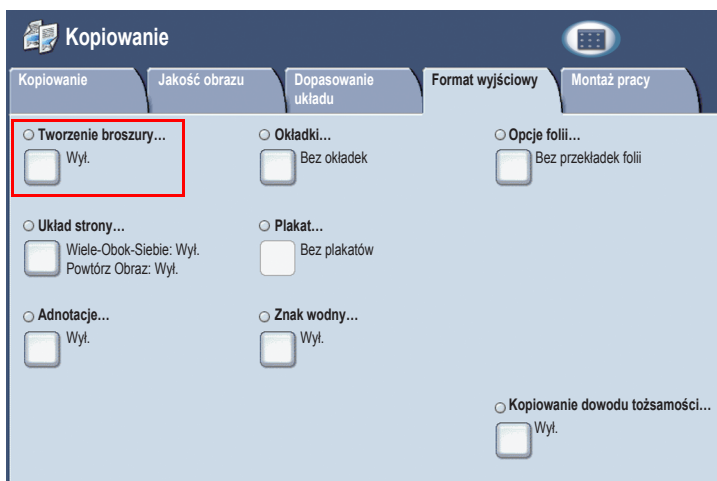 Kopiowanie
Kopiowanie
Jakość obrazu
Dopasowanie
układu
Format wyjściowy
Montaż pracy
Tworzenie broszury...
Wył.
Okładki...
Bez okładek
Opcje folii...
Bez przekładek folii
Układ strony...
Wiele-Obok-Siebie: Wył.
Powtórz Obraz: Wył.
Plakat...
Bez plakatów
Adnotacje...
Wył.
Znak wodny...
Wył.
Kopiowanie dowodu tożsamości...
Wył.